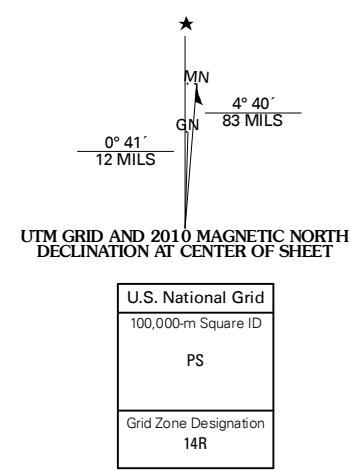 MN
GN
4° 40´
83 MILS
0° 41´
12 MILS
UTM GRID AND 2010 MAGNETIC NORTH
DECLINATION AT CENTER OF SHEET
U.S. National Grid
100,000-m Square ID
PS
Grid Zone Designation
14R